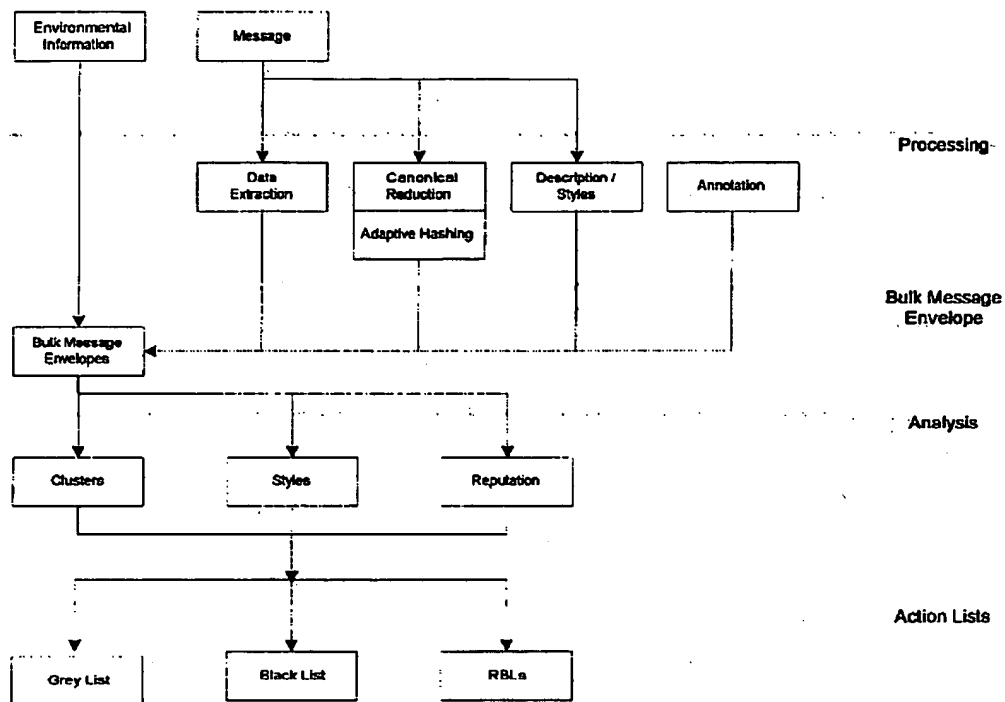 Environmental
Information
Message
Processing
Data
Extraction
Canonical
Reduction
Description /
Styles
Annotation
Adaptive Hashing
Bulk Message
Envelope
Bulk Message
Envelopes
Analysis
Clusters
Styles
Reputation
Action Lists
Grey List
Black List
RBLs